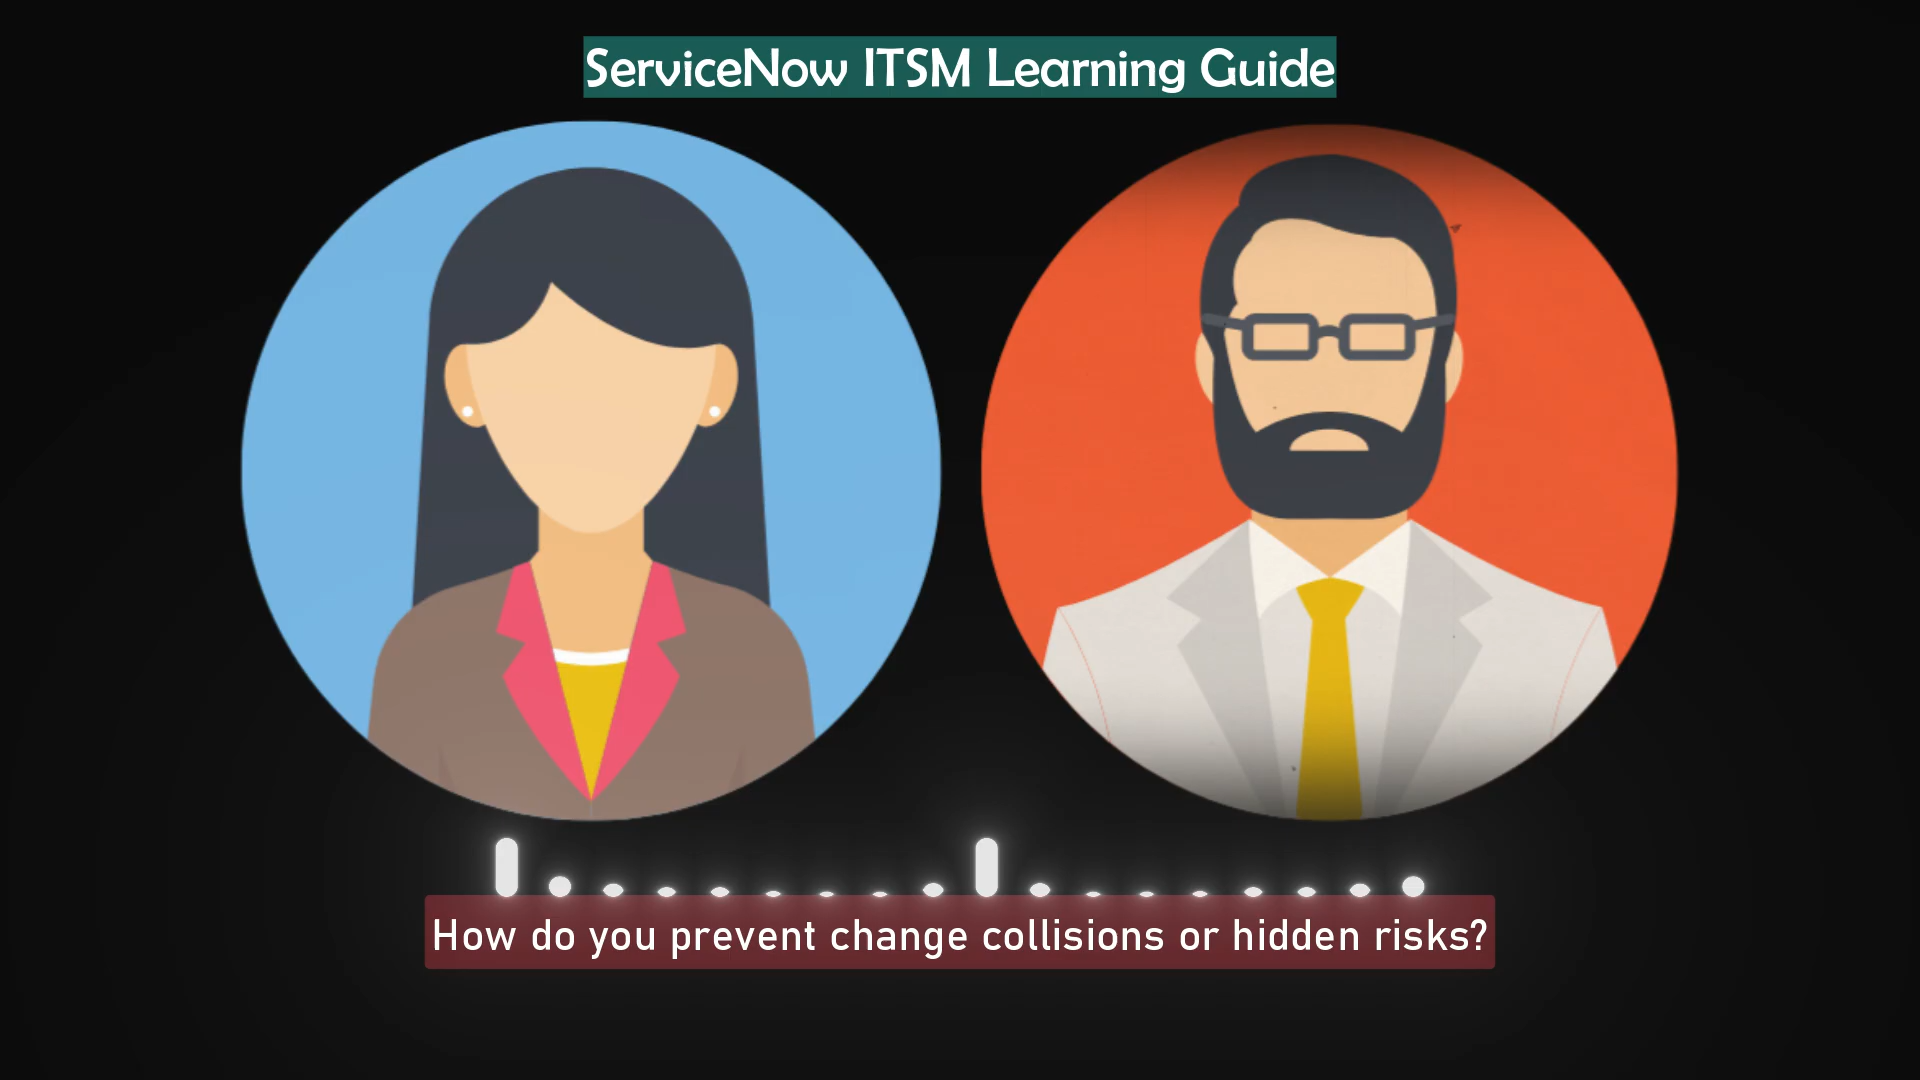 ServiceNow ITSM Learning Guide
How do you prevent change collisions or hidden risks?